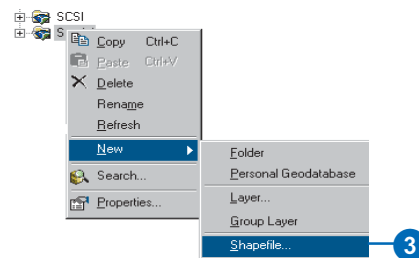 SCSI
S
Copy Ctrl+C
Paste Ctrl+V
Delete
Rename
Refresh
New
Search...
Properties...
Folder
Personal Geodatabase
Layer...
Group Layer
Shapefile...
3